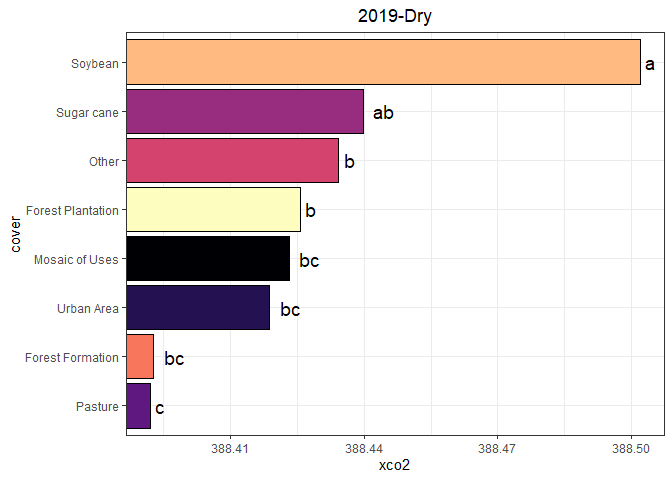 2019-Dry
Soybean a
Sugar cane ab
Other b
Forest Plantation b
Mosaic of Uses bc
Urban Area bc
Forest Formation bc
Pasture c
cover
388.41 388.44 388.47 388.50
xco2